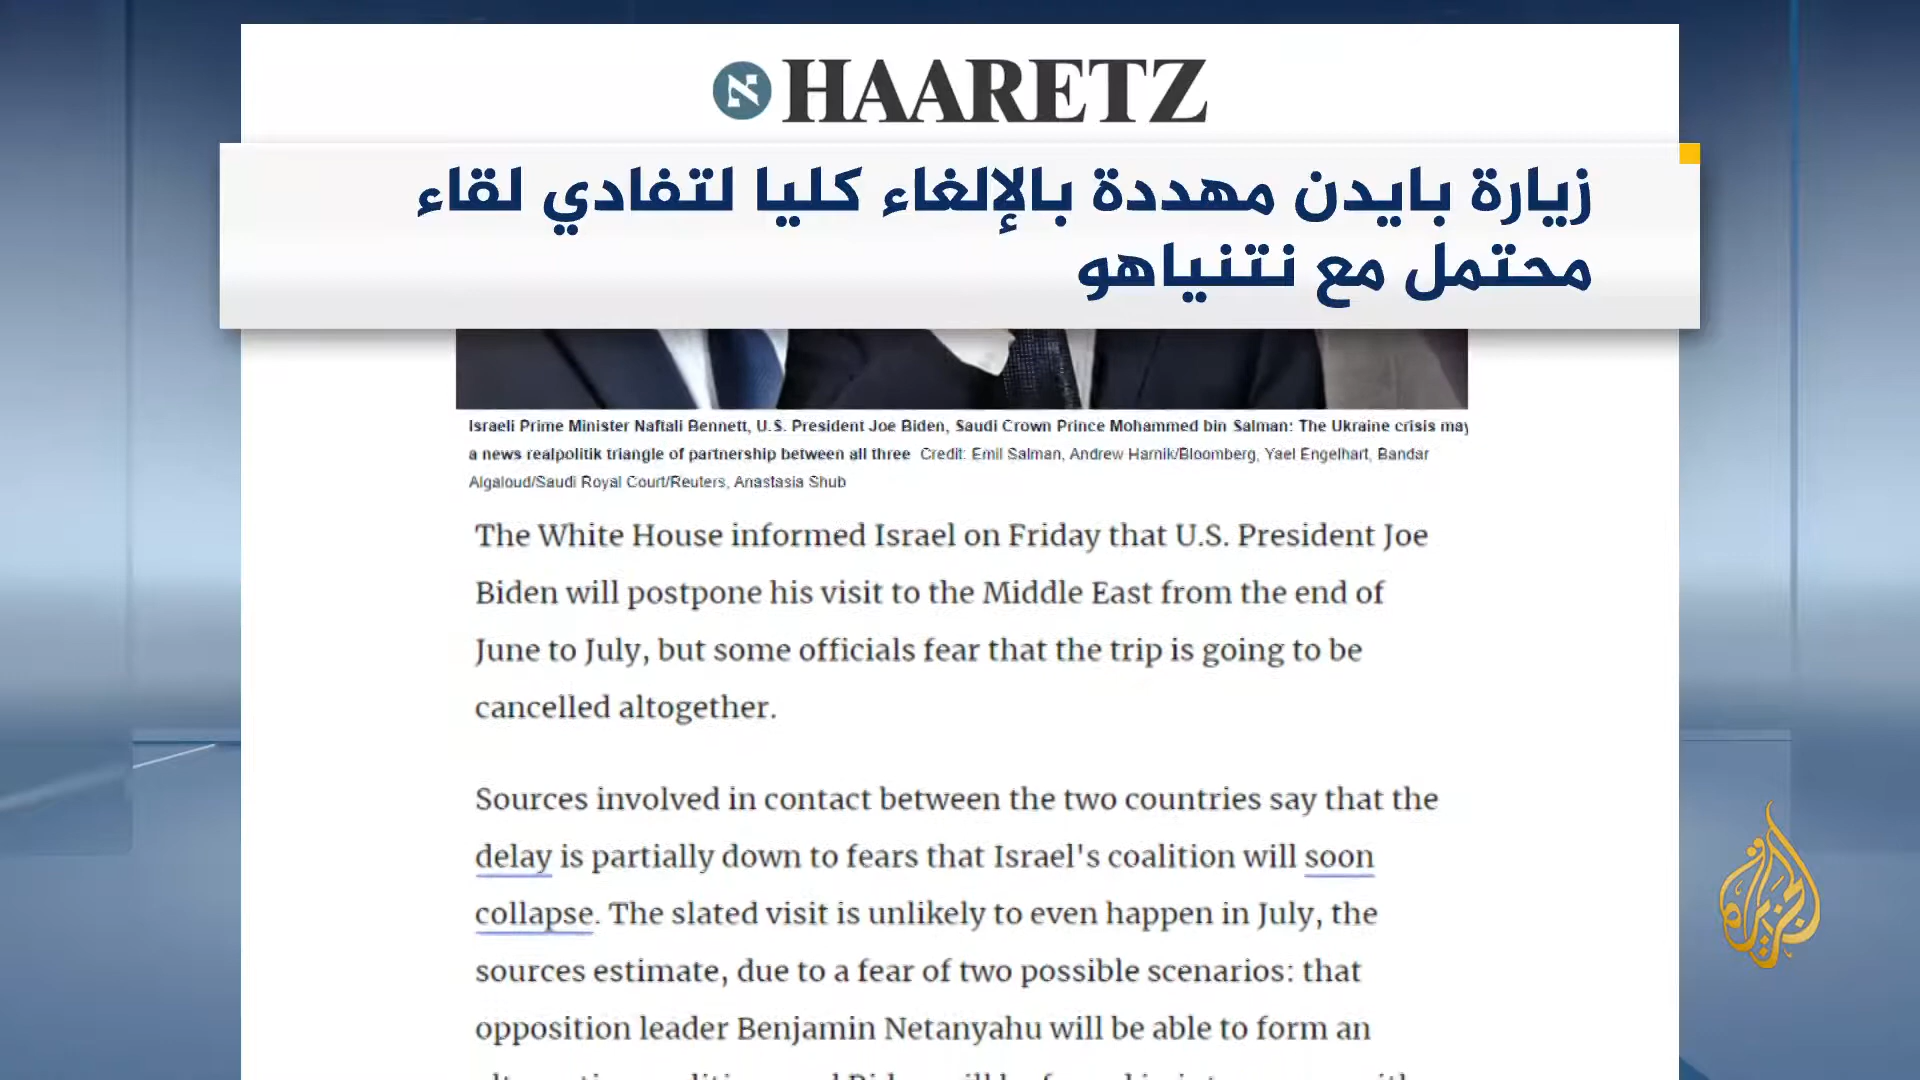 HAARETZ
زيارة بايدن مهددة بالإلغاء كليا لتفادي لقاء
محتمل مع نتنياهو
Israeli Prime Minister Naftali Bennett, U.S. President Joe Biden, Saudi Crown Prince Mohammed bin Salman: The Ukraine crisis may
a news realpolitik triangle of partnership between all three Credit: Emil Salman, Andrew Harnik/Bloomberg, Yael Engelhart, Bandar
Algaloud/Saudi Royal Court/Reuters, Anastasia Shub
The White House informed Israel on Friday that U.S. President Joe
Biden will postpone his visit to the Middle East from the end of
June to July, but some officials fear that the trip is going to be
cancelled altogether.
Sources involved in contact between the two countries say that the
delay is partially down to fears that Israel's coalition will soon
collapse. The slated visit is unlikely to even happen in July, the
sources estimate, due to a fear of two possible scenarios: that
opposition leader Benjamin Netanyahu will be able to form an
الجزيرة